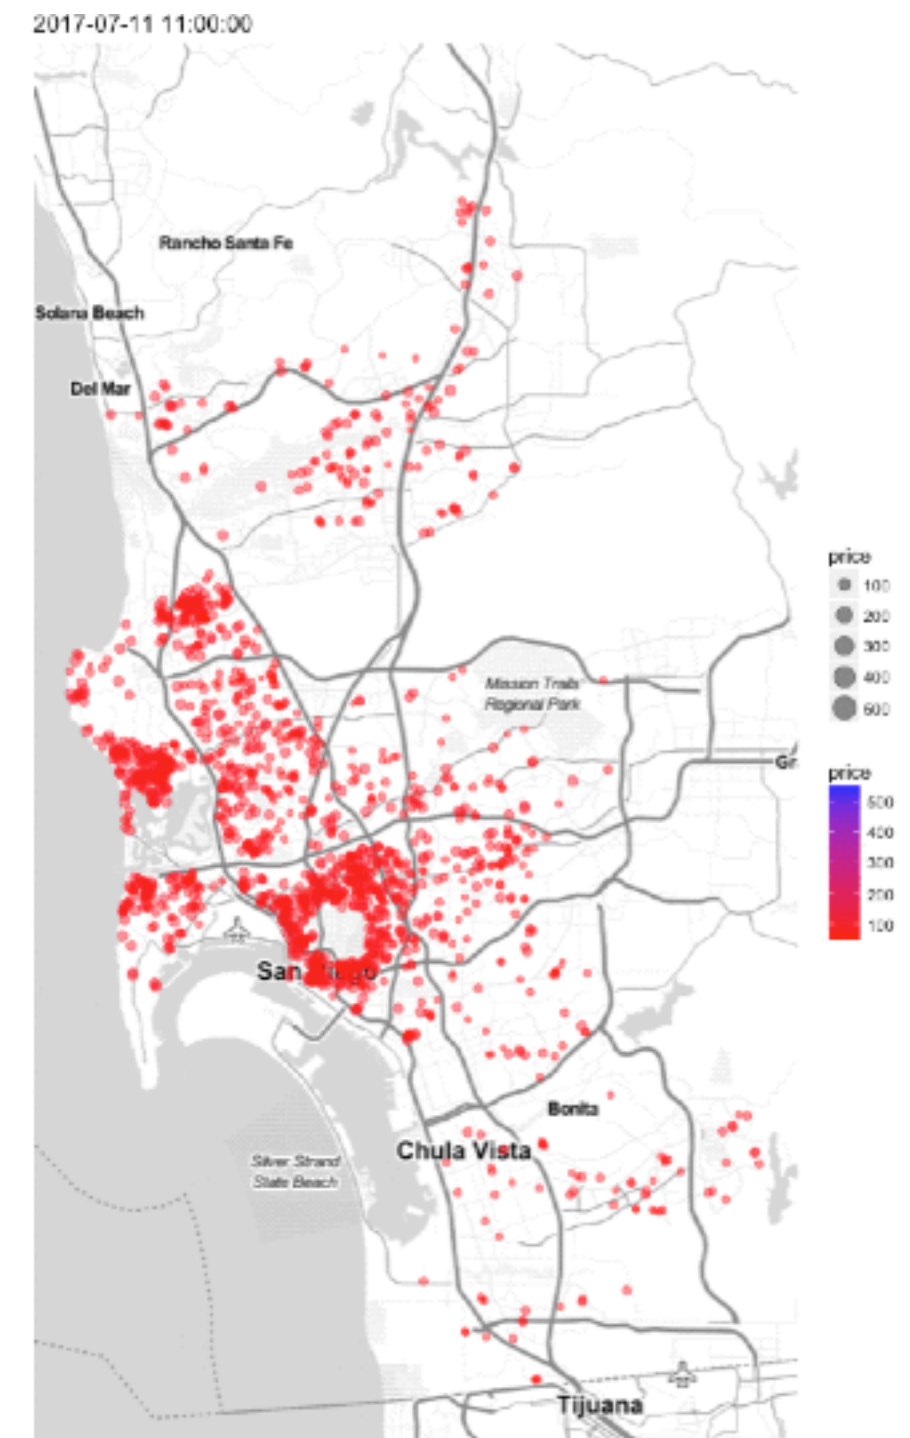 2017-07-11 11:00:00
Rancho Santa Fe
Solana Beach
Del Mar
price
100
200
300
400
500
Mission Trails
Regional Park
price
500
400
300
200
100
San
Bonita
Chula Vista
Silver Strand
State Beach
Tijuana